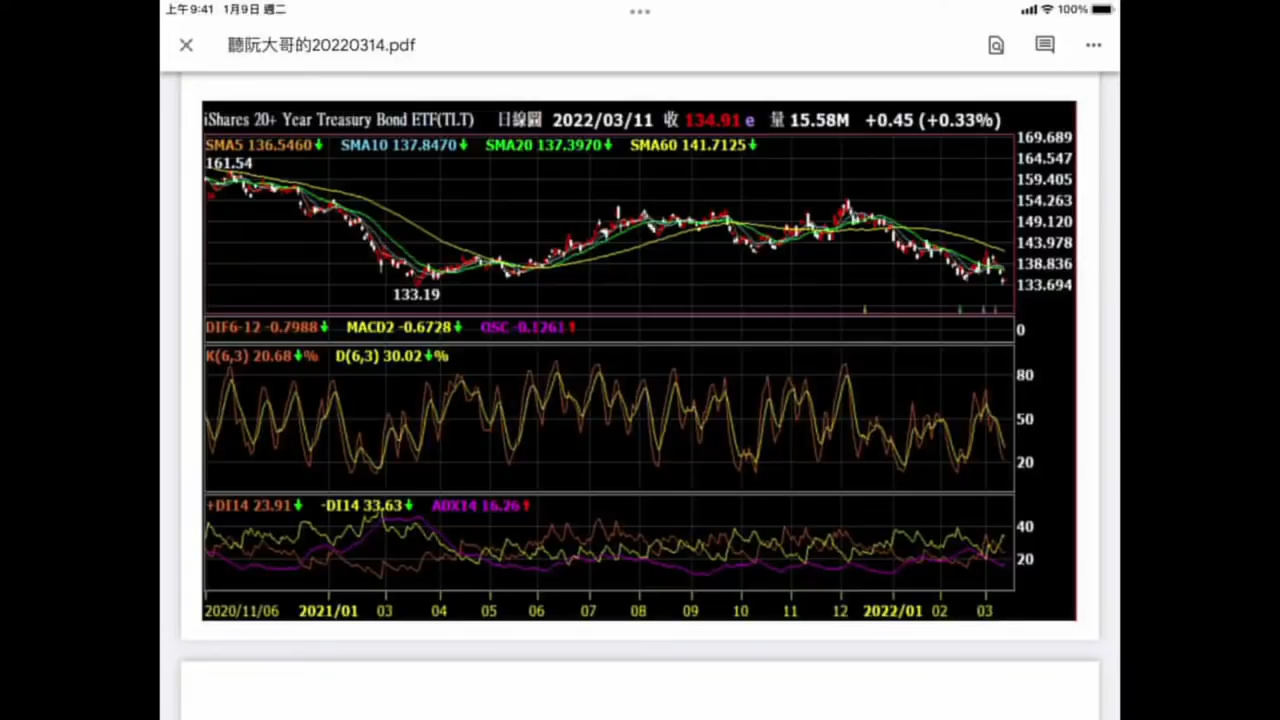 上午9:41 1月9日 週二
100%
聽阮大哥的20220314.pdf
iShares 20+ Year Treasury Bond ETF(TLT) 日線圖 2022/03/11 收 134.91 e 量 15.58M +0.45 (+0.33%)
SMA5 136.5460 SMA10 137.8470 SMA20 137.3970 SMA60 141.7125
169.689
161.54
164.547
159.405
154.263
149.120
143.978
138.836
133.694
133.19
DIF6-12 -0.7988 MACD2 -0.6728 OSC -0.1261
0
K(6,3) 20.68 % D(6,3) 30.02 %
80
50
20
+DI14 23.91 -DI14 33.63 ADX14 16.26
40
20
2020/11/06 2021/01 03 04 05 06 07 08 09 10 11 12 2022/01 02 03